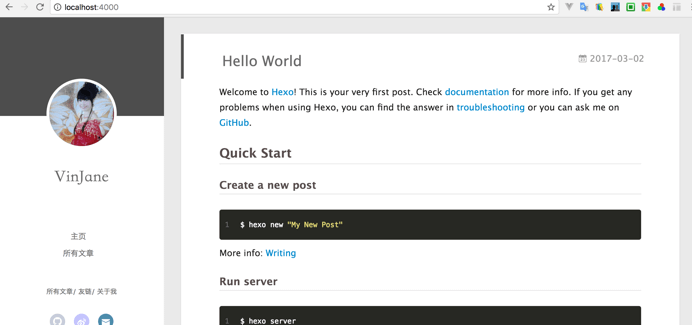 localhost:4000
VinJane
主页
所有文章
所有文章/ 友链/ 关于我
Hello World
2017-03-02
Welcome to Hexo! This is your very first post. Check documentation for more info. If you get any
problems when using Hexo, you can find the answer in troubleshooting or you can ask me on
GitHub.
Quick Start
Create a new post
1 $ hexo new "My New Post"
More info: Writing
Run server
1 $ hexo server